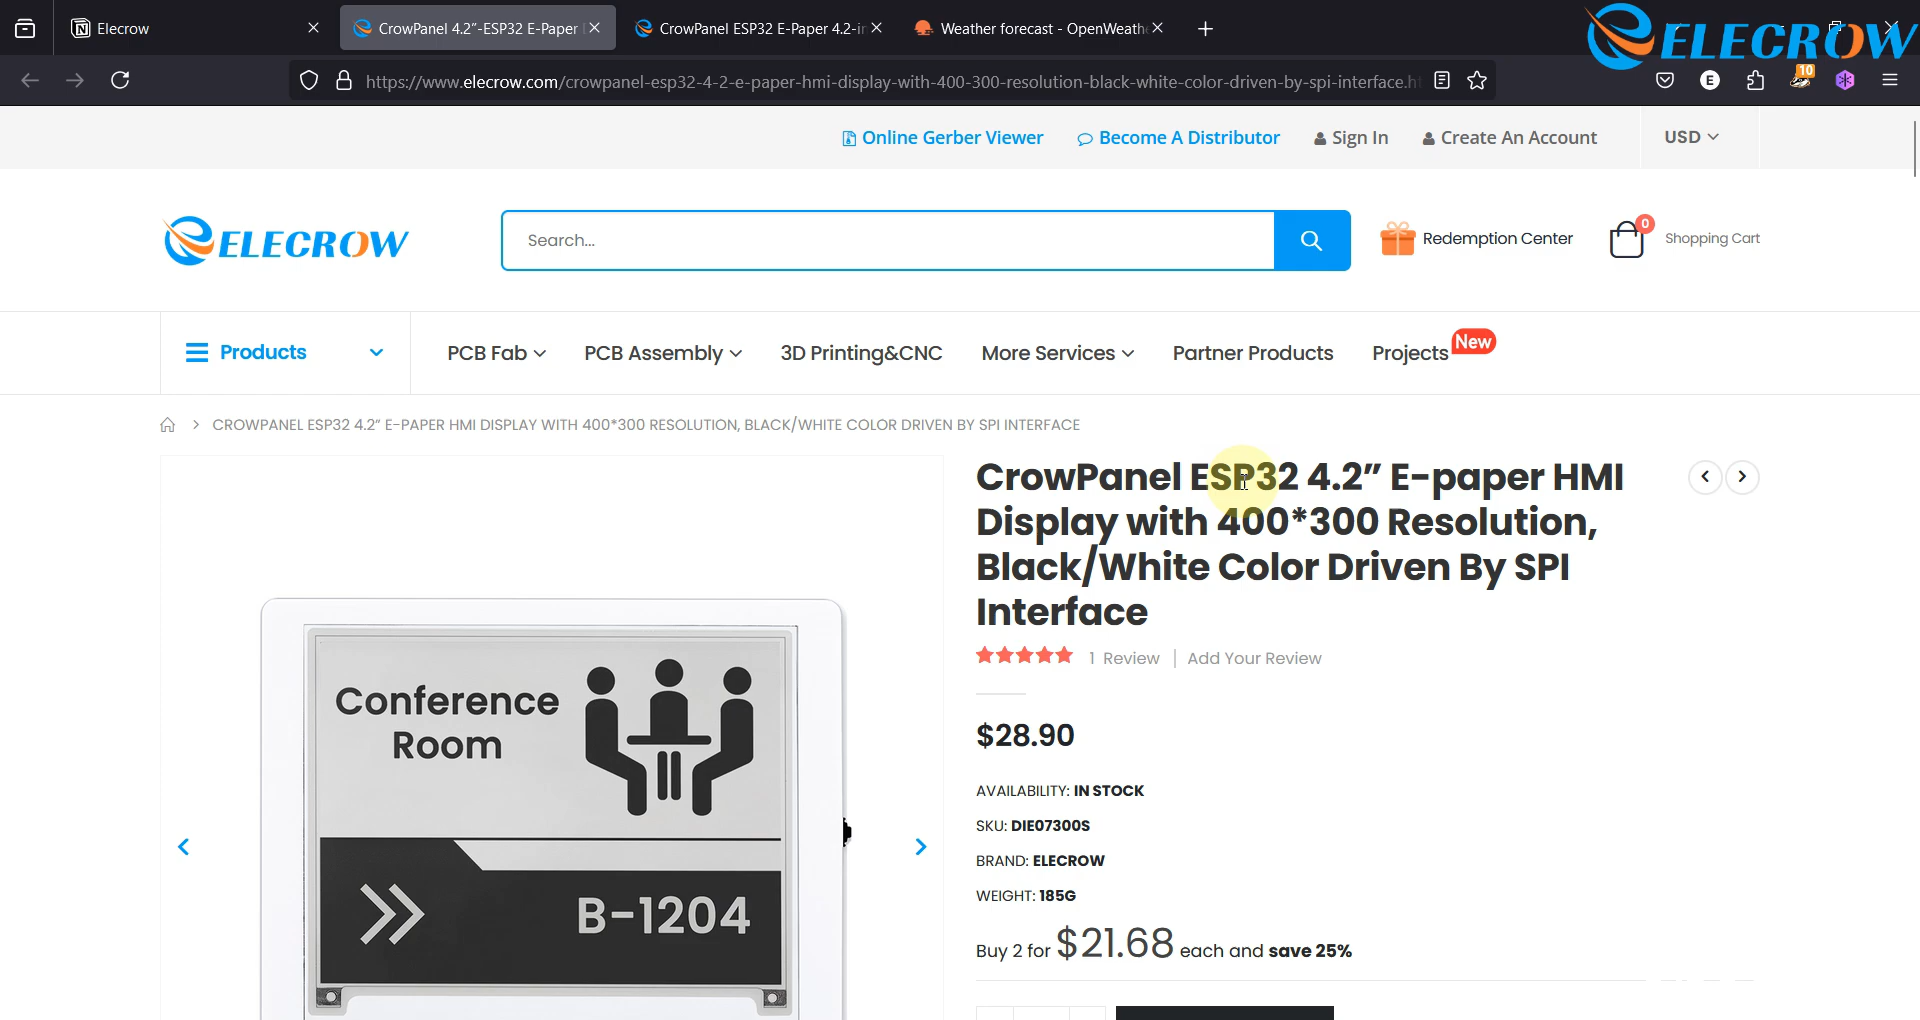 Elecrow
CrowPanel 4.2”-ESP32 E-Paper
CrowPanel ESP32 E-Paper 4.2-in
Weather forecast - OpenWeath
ELECROW
https://www.elecrow.com/crowpanel-esp32-4-2-e-paper-hmi-display-with-400-300-resolution-black-white-color-driven-by-spi-interface.h
E
10
Online Gerber Viewer
Become A Distributor
Sign In
Create An Account
USD
ELECROW
Search...
Redemption Center
0
Shopping Cart
Products
PCB Fab
PCB Assembly
3D Printing&CNC
More Services
Partner Products
Projects
New
CROWPANEL ESP32 4.2” E-PAPER HMI DISPLAY WITH 400*300 RESOLUTION, BLACK/WHITE COLOR DRIVEN BY SPI INTERFACE
CrowPanel ESP32 4.2” E-paper HMI
Display with 400*300 Resolution,
Black/White Color Driven By SPI
Interface
1 Review
Add Your Review
$28.90
AVAILABILITY: IN STOCK
SKU: DIE07300S
BRAND: ELECROW
WEIGHT: 185G
Buy 2 for $21.68 each and save 25%
Conference
Room
B-1204